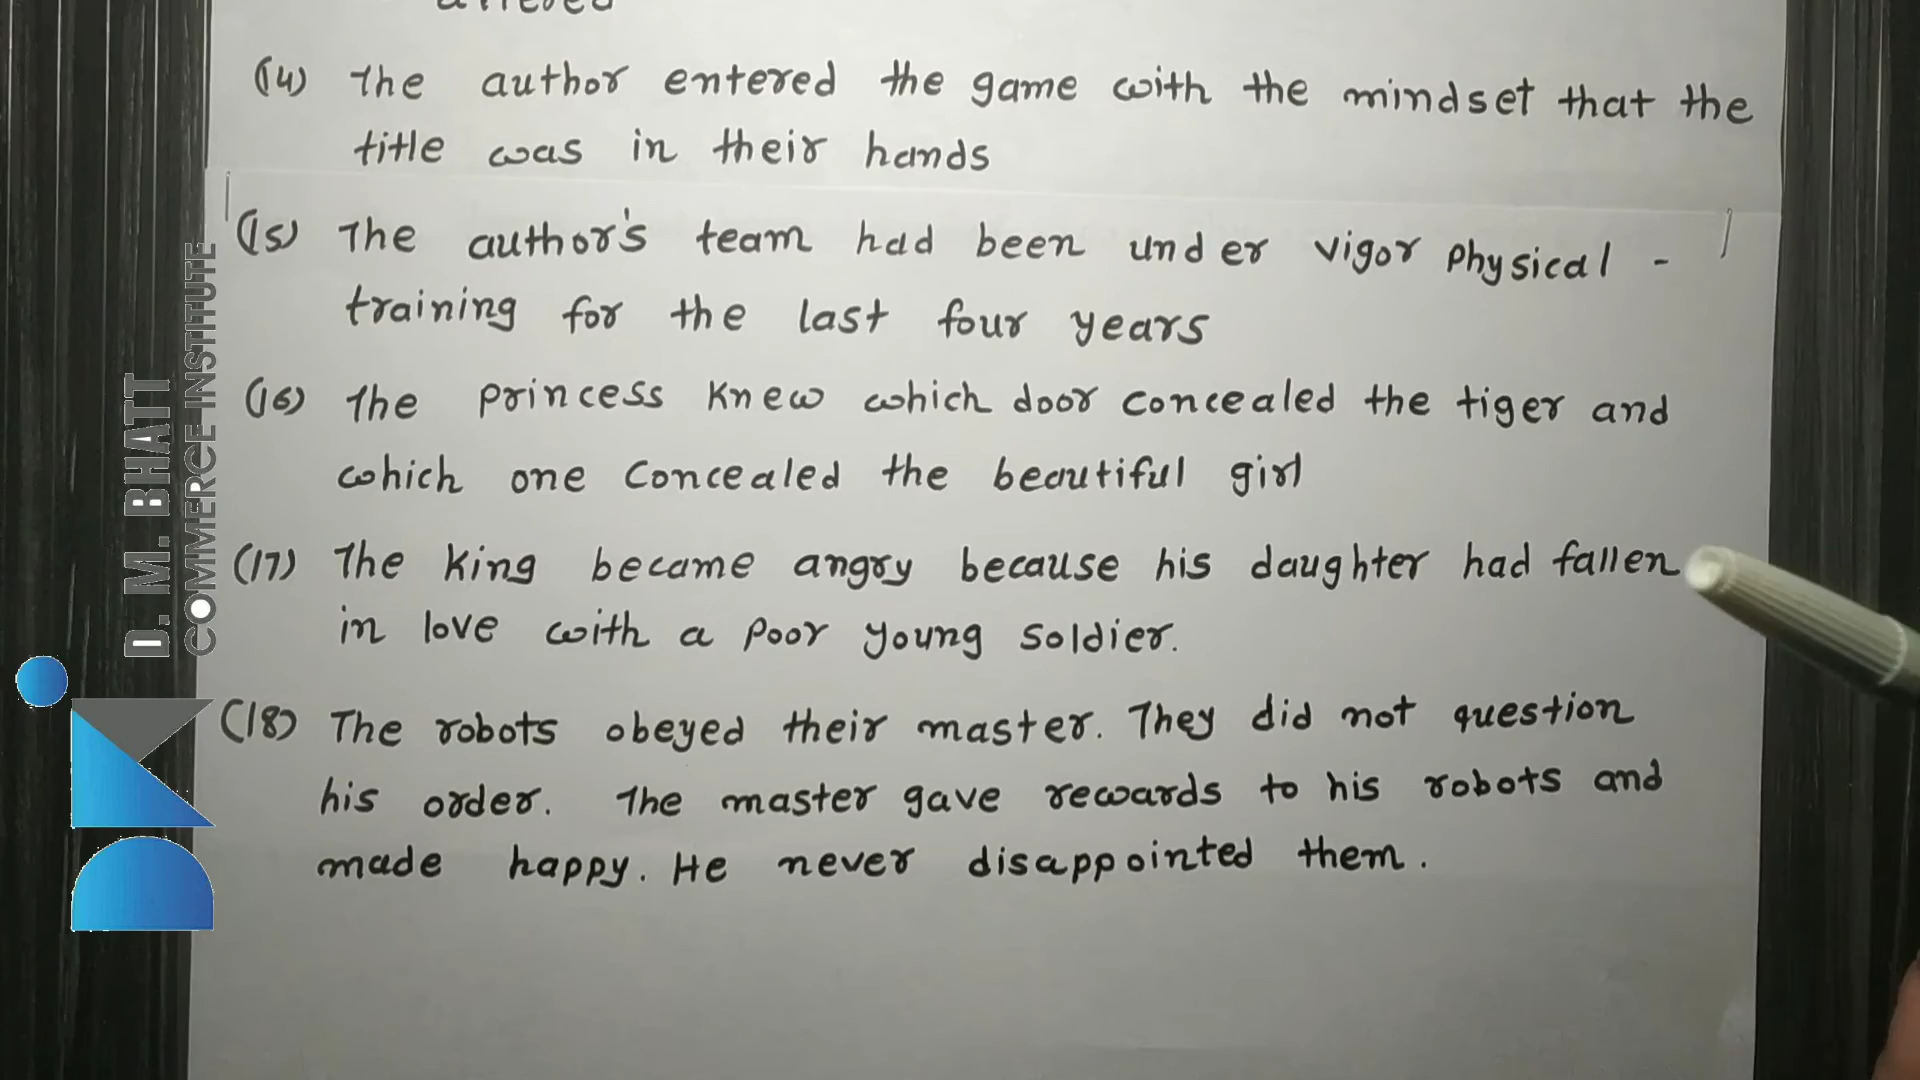 (14) The author entered the game with the mindset that the
title was in their hands
(15) The author's team had been under vigor physical -
training for the last four years
(16) The princess knew which door concealed the tiger and
which one concealed the beautiful girl
(17) The king became angry because his daughter had fallen
in love with a poor young soldier.
(18) The robots obeyed their master. They did not question
his order. The master gave rewards to his robots and
made happy. He never disappointed them.
D. M. BHATT
COMMERCE INSTITUTE